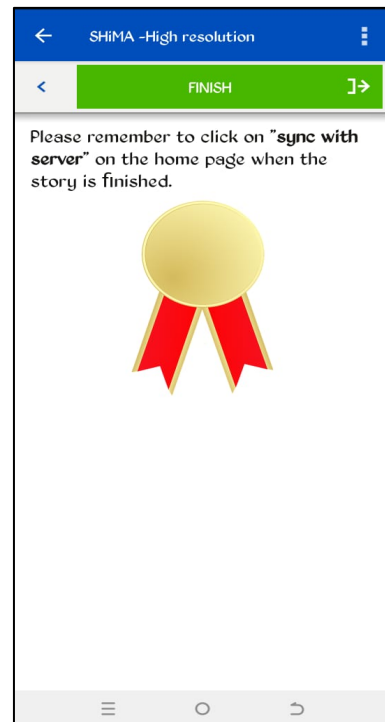 SHiMA -High resolution
FINISH
Please remember to click on "sync with
server" on the home page when the
story is finished.